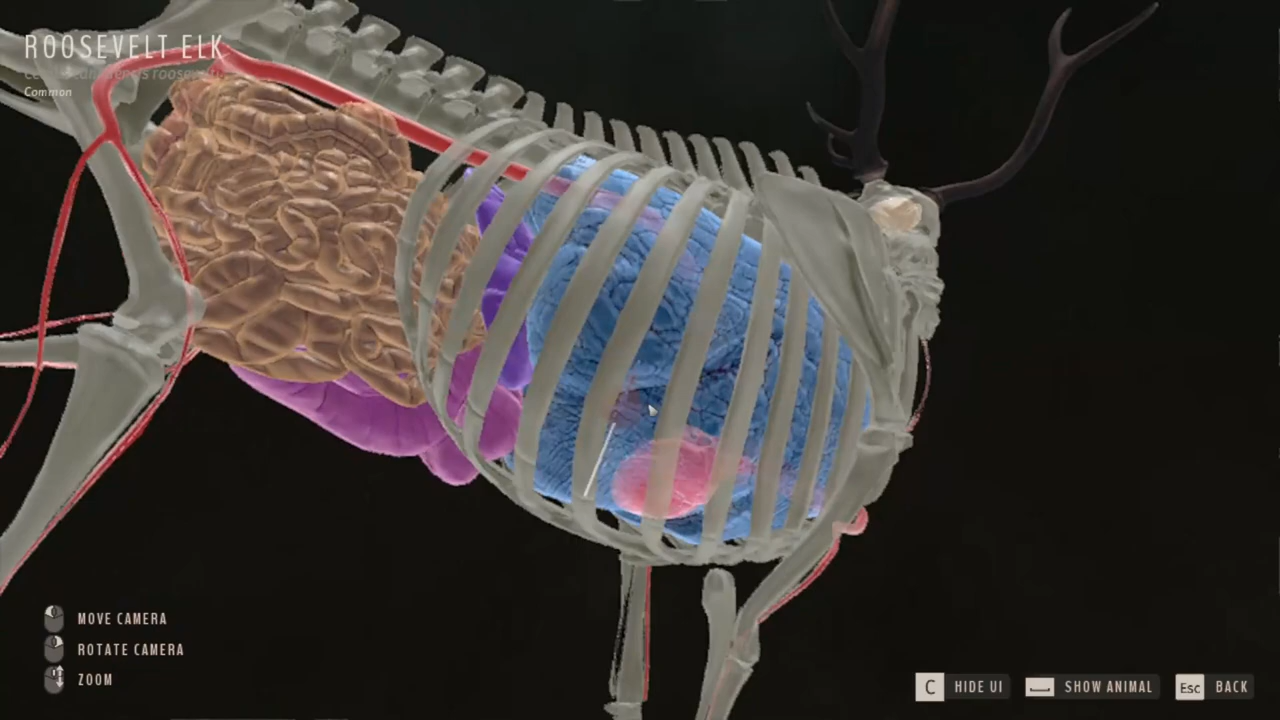 ROOSEVELT ELK
Common
MOVE CAMERA
ROTATE CAMERA
ZOOM
C HIDE UI
SHOW ANIMAL
Esc BACK